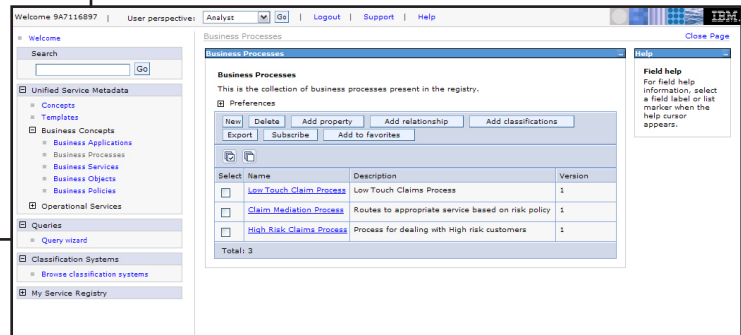 Welcome 9A7116897 | User perspective: Analyst Go | Logout | Support | Help IBM.
Welcome
Search
Go
Unified Service Metadata
Concepts
Templates
Business Concepts
Business Applications
Business Processes
Business Services
Business Objects
Business Policies
Operational Services
Queries
Query wizard
Classification Systems
Browse classification systems
My Service Registry
Business Processes Close Page
Business Processes
Business Processes
This is the collection of business processes present in the registry.
Preferences
New Delete Add property Add relationship Add classifications
Export Subscribe Add to favorites
Select Name Description Version
Low Touch Claim Process Low Touch Claims Process 1
Claim Mediation Process Routes to appropriate service based on risk policy 1
High Risk Claims Process Process for dealing with High risk customers 1
Total: 3
Help
Field help
For field help
information, select
a field label or list
marker when the
help cursor
appears.